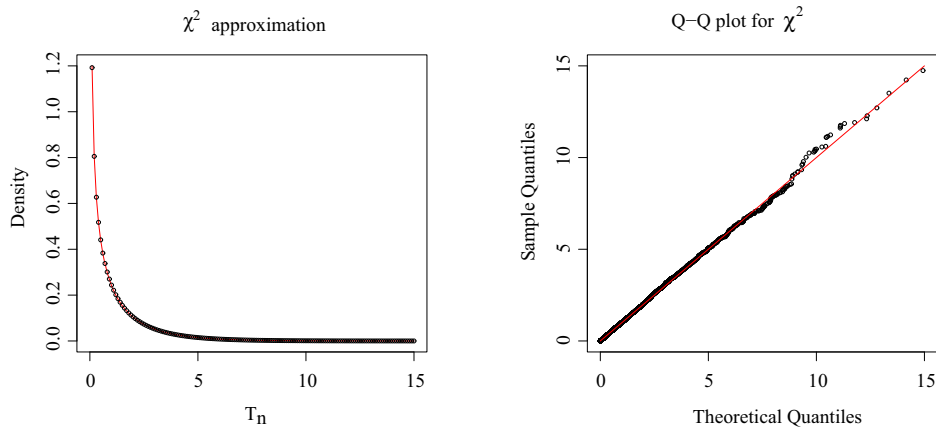 χ² approximation
Density
0.0 0.2 0.4 0.6 0.8 1.0 1.2
0 5 10 15
Tn
Q−Q plot for χ²
Sample Quantiles
0 5 10 15
0 5 10 15
Theoretical Quantiles